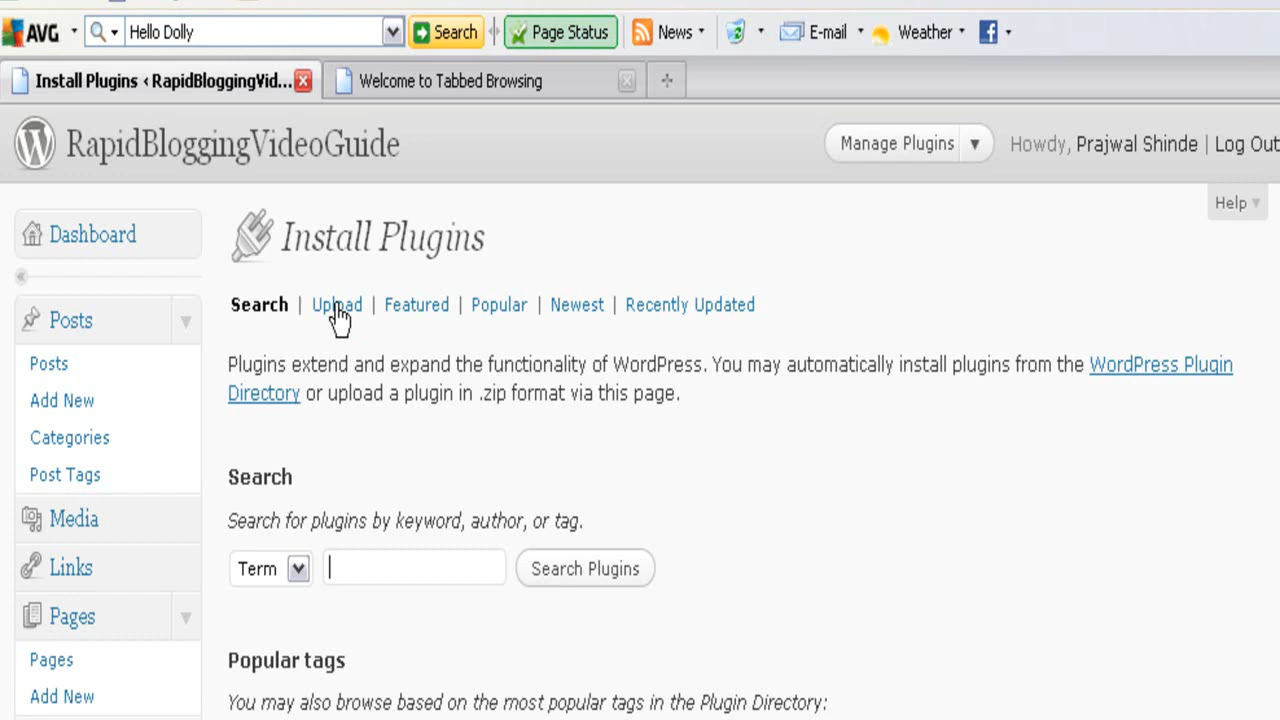 AVG Hello Dolly Search Page Status News E-mail Weather
Install Plugins ‹ RapidBloggingVid... Welcome to Tabbed Browsing
RapidBloggingVideoGuide Manage Plugins Howdy, Prajwal Shinde | Log Out
Help
Dashboard
Install Plugins
Search | Upload | Featured | Popular | Newest | Recently Updated
Posts
Plugins extend and expand the functionality of WordPress. You may automatically install plugins from the WordPress Plugin
Directory or upload a plugin in .zip format via this page.
Posts
Add New
Categories
Post Tags
Media
Links
Pages
Pages
Add New
Search
Search for plugins by keyword, author, or tag.
Term Search Plugins
Popular tags
You may also browse based on the most popular tags in the Plugin Directory: